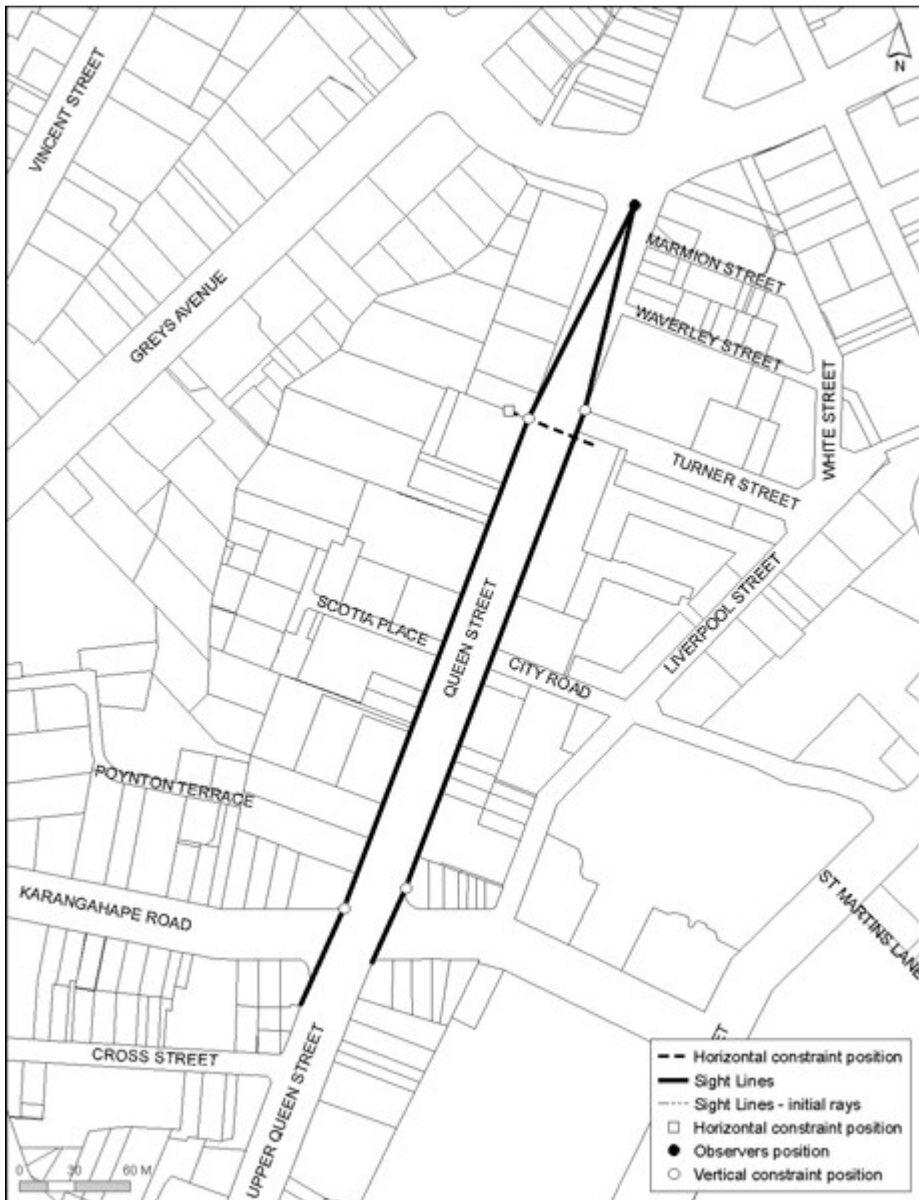 VINCENT STREET
N
GREYS AVENUE
MARMION STREET
WAVERLEY STREET
WHITE STREET
TURNER STREET
LIVERPOOL STREET
QUEEN STREET
SCOTIA PLACE
CITY ROAD
POYNTON TERRACE
KARANGAHAPE ROAD
ST MARTINS LANE
CROSS STREET
UPPER QUEEN STREET
0 30 60 M
Horizontal constraint position
Sight Lines
Sight Lines - initial rays
Horizontal constraint position
Observers position
Vertical constraint position